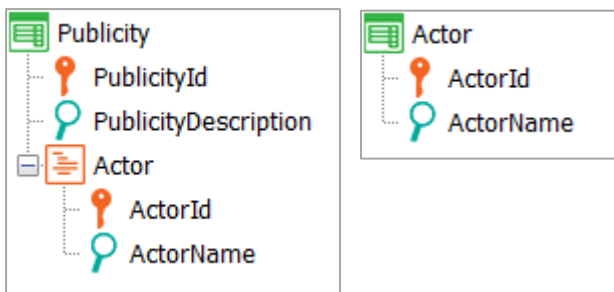 Publicity
PublicityId
PublicityDescription
Actor
ActorId
ActorName
Actor
ActorId
ActorName